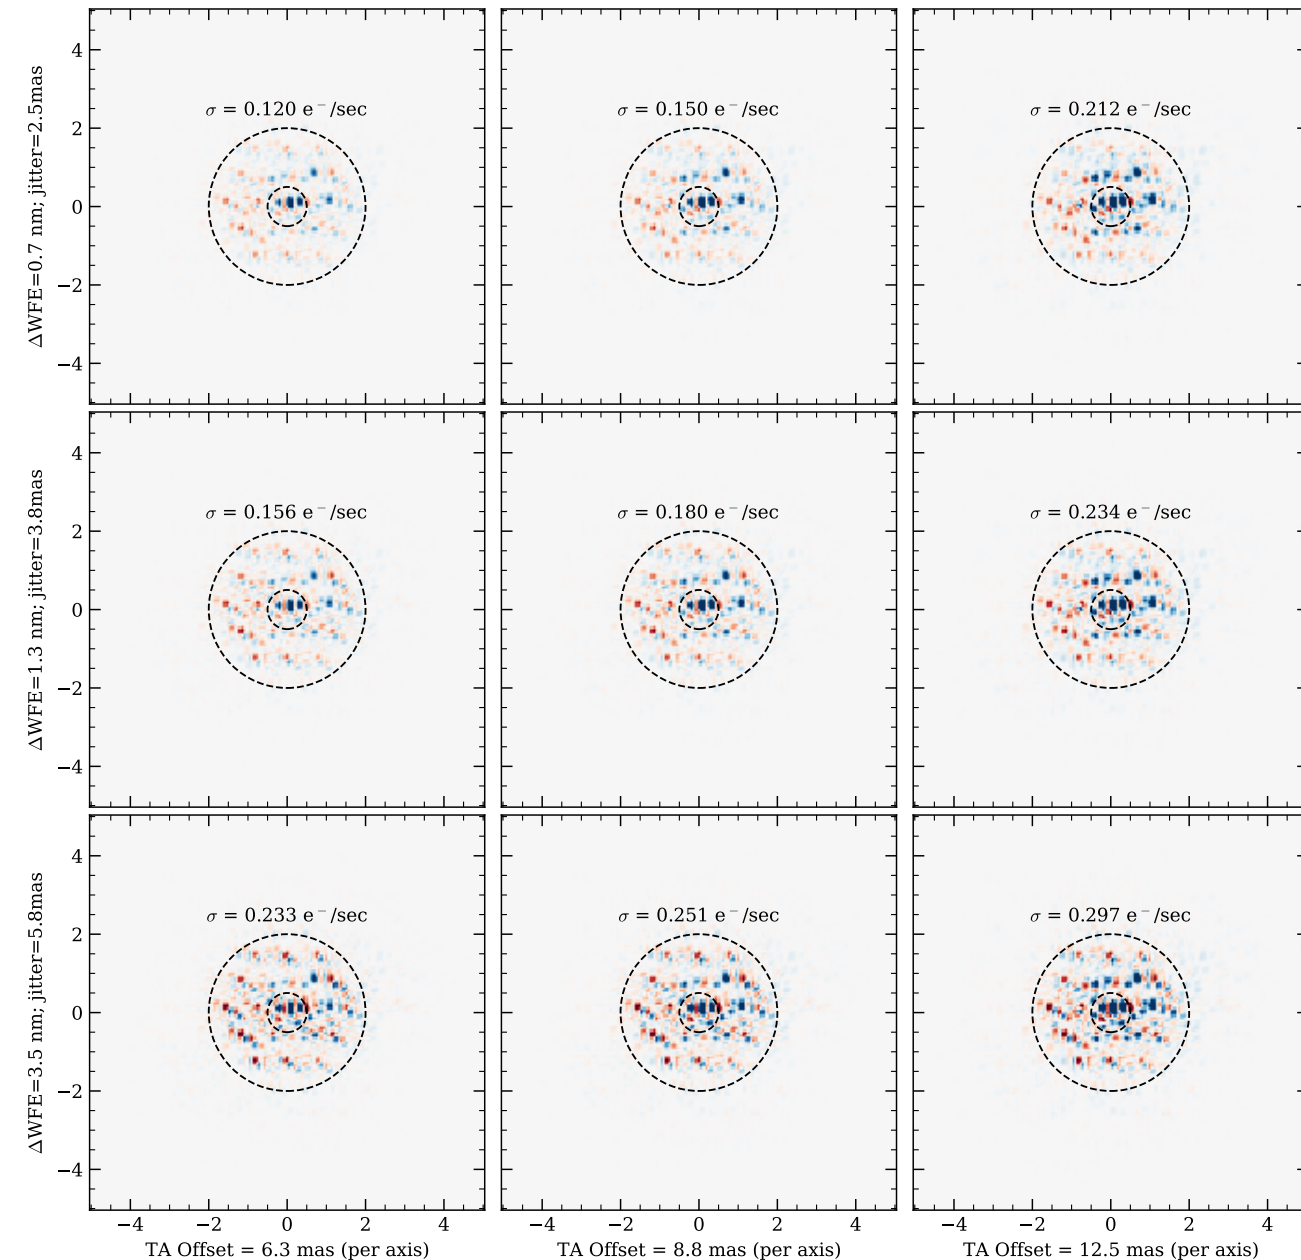 σ = 0.120 e⁻/sec
σ = 0.150 e⁻/sec
σ = 0.212 e⁻/sec
ΔWFE=0.7 nm; jitter=2.5mas
4
2
0
−2
−4
σ = 0.156 e⁻/sec
σ = 0.180 e⁻/sec
σ = 0.234 e⁻/sec
ΔWFE=1.3 nm; jitter=3.8mas
4
2
0
−2
−4
σ = 0.233 e⁻/sec
σ = 0.251 e⁻/sec
σ = 0.297 e⁻/sec
ΔWFE=3.5 nm; jitter=5.8mas
4
2
0
−2
−4
−4 −2 0 2 4
−4 −2 0 2 4
−4 −2 0 2 4
TA Offset = 6.3 mas (per axis)
TA Offset = 8.8 mas (per axis)
TA Offset = 12.5 mas (per axis)